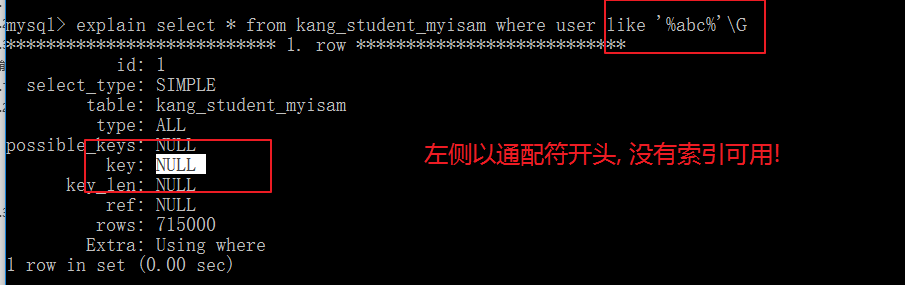 mysql> explain select * from kang_student_myisam where user like '%abc%'\G
*************************** 1. row ***************************
id: 1
select_type: SIMPLE
table: kang_student_myisam
type: ALL
possible_keys: NULL
key: NULL
左侧以通配符开头, 没有索引可用!
key_len: NULL
ref: NULL
rows: 715000
Extra: Using where
1 row in set (0.00 sec)